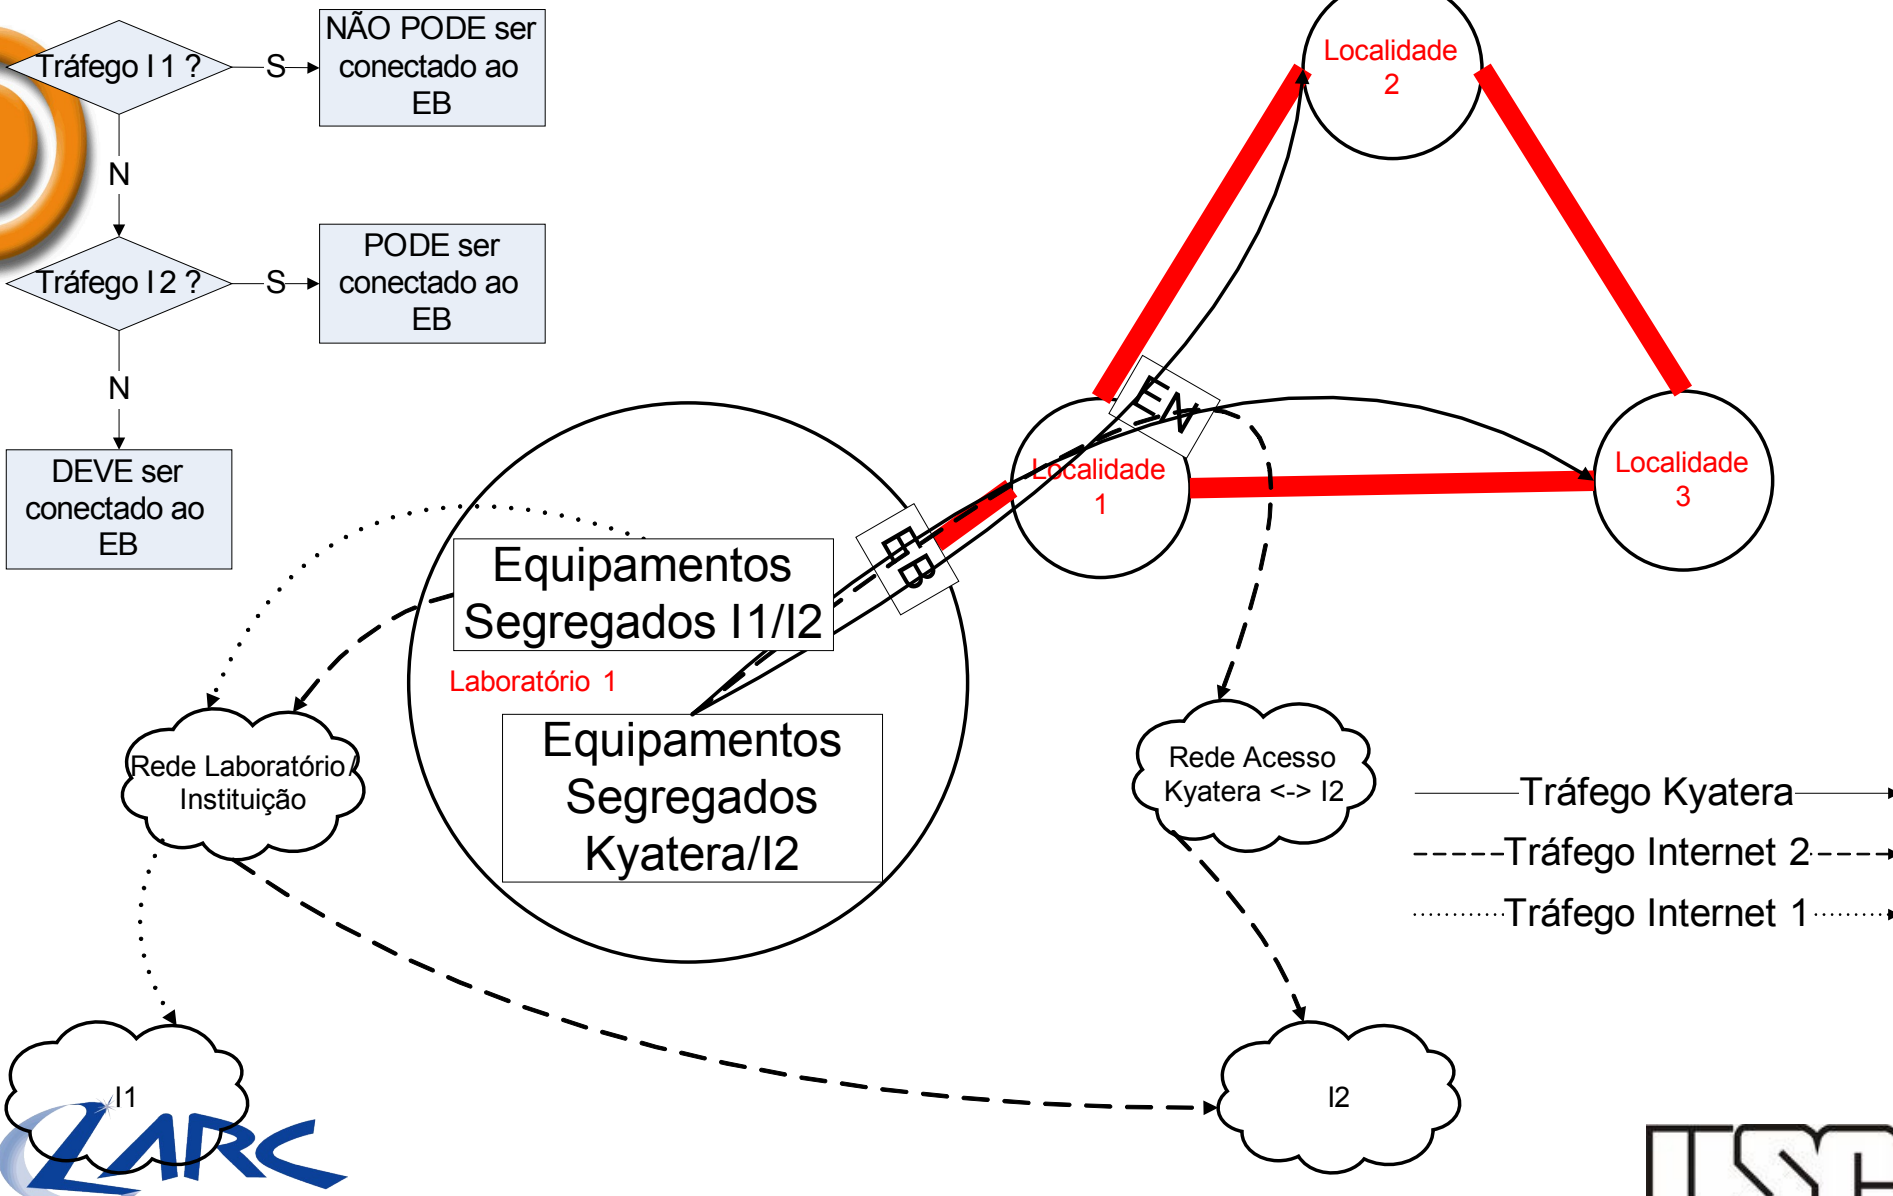 Tráfego I1 ?
S
NÃO PODE ser
conectado ao
EB
N
Tráfego I2 ?
S
PODE ser
conectado ao
EB
N
DEVE ser
conectado ao
EB
Localidade
2
EN
Localidade
1
Localidade
3
EB
Equipamentos
Segregados I1/I2
Laboratório 1
Equipamentos
Segregados
Kyatera/I2
Rede Laboratório/
Instituição
Rede Acesso
Kyatera <-> I2
Tráfego Kyatera
Tráfego Internet 2
Tráfego Internet 1
I1
I2
LARC